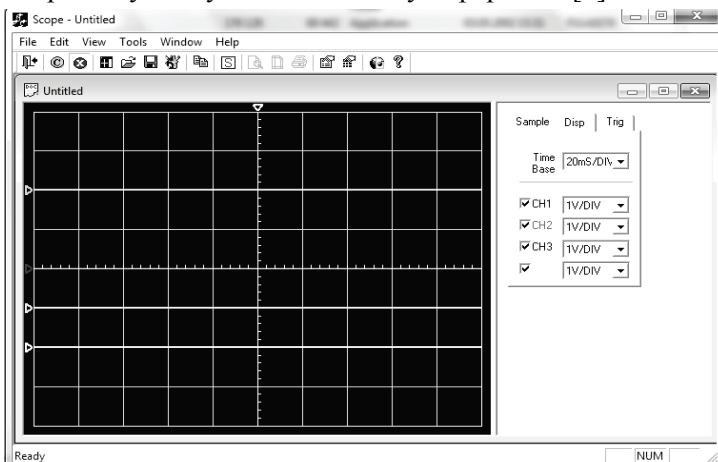 Scope - Untitled
File Edit View Tools Window Help
Untitled
Sample Disp Trig
Time Base 20mS/DIV
CH1 1V/DIV
CH2 1V/DIV
CH3 1V/DIV
1V/DIV
Ready NUM